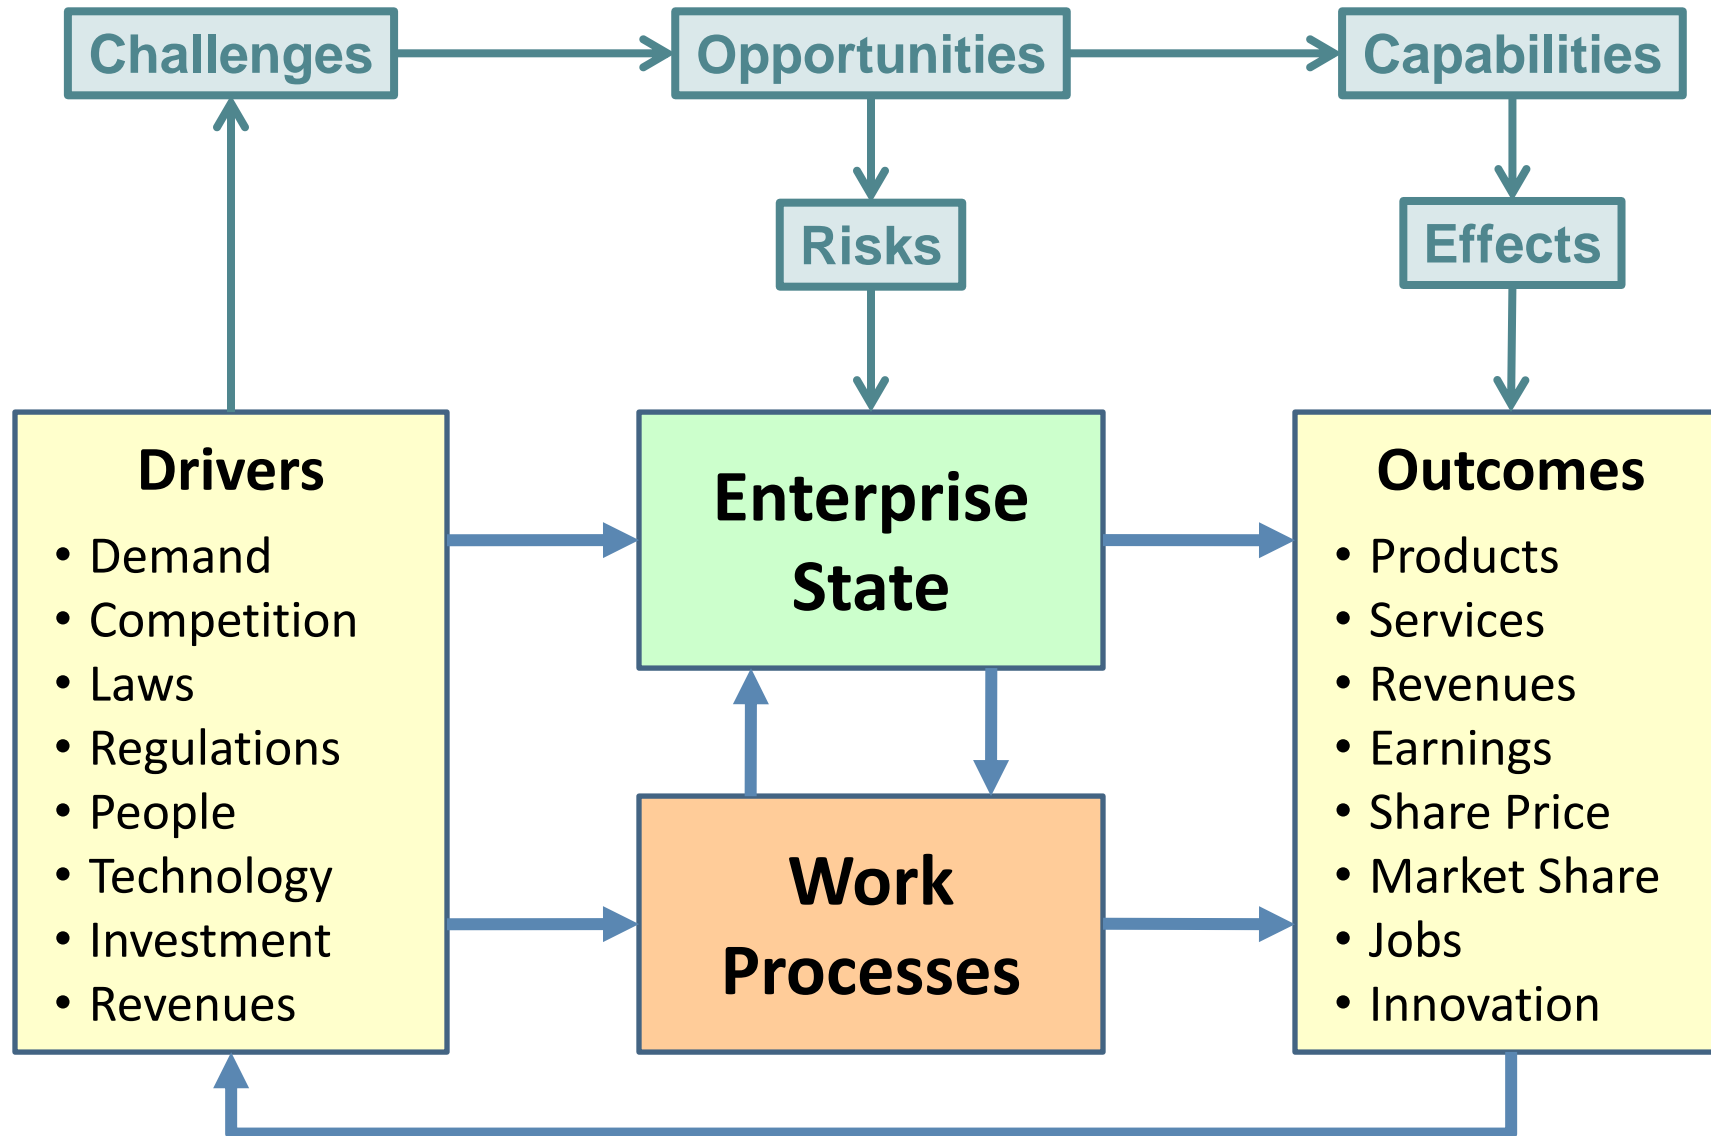 Challenges
Opportunities
Capabilities
Risks
Effects
Drivers
• Demand
• Competition
• Laws
• Regulations
• People
• Technology
• Investment
• Revenues
Enterprise
State
Work
Processes
Outcomes
• Products
• Services
• Revenues
• Earnings
• Share Price
• Market Share
• Jobs
• Innovation